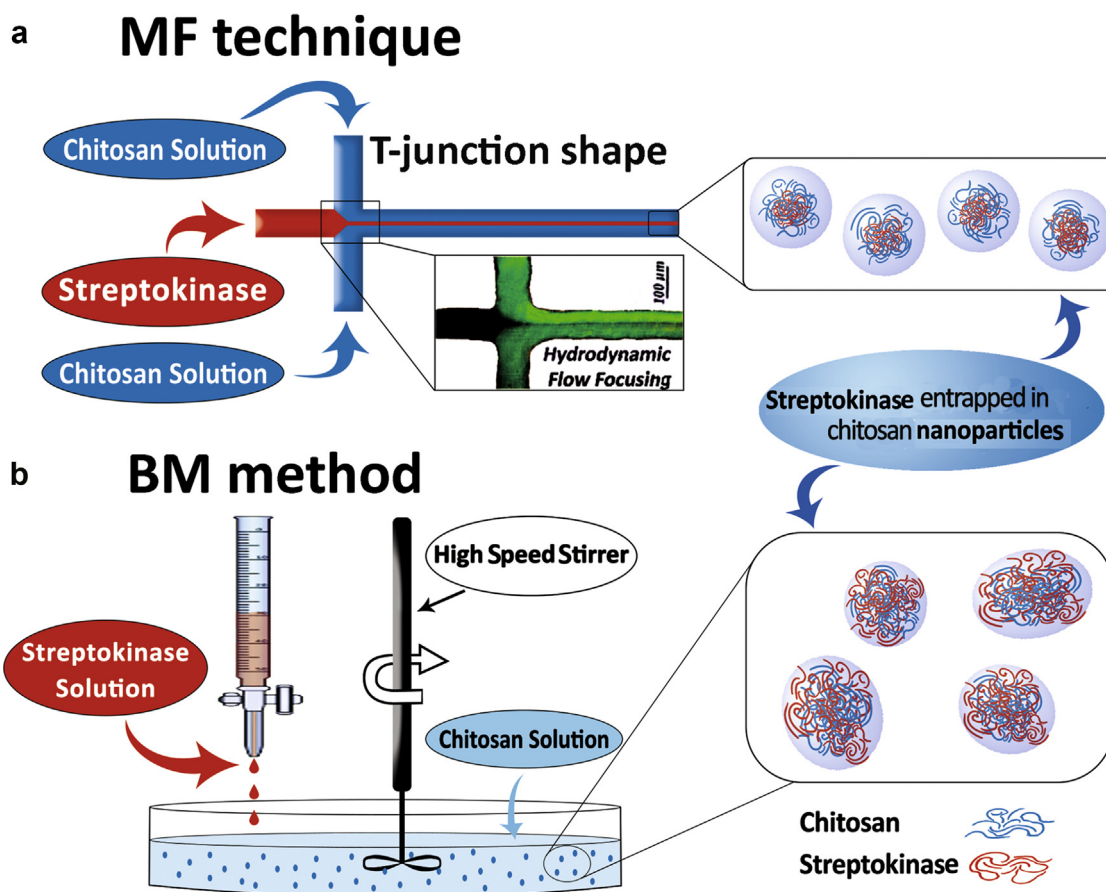 a
MF technique
Chitosan Solution
T-junction shape
Streptokinase
100 µm
Hydrodynamic
Flow Focusing
Chitosan Solution
Streptokinase entrapped in
chitosan nanoparticles
b
BM method
High Speed Stirrer
Streptokinase
Solution
Chitosan Solution
Chitosan
Streptokinase